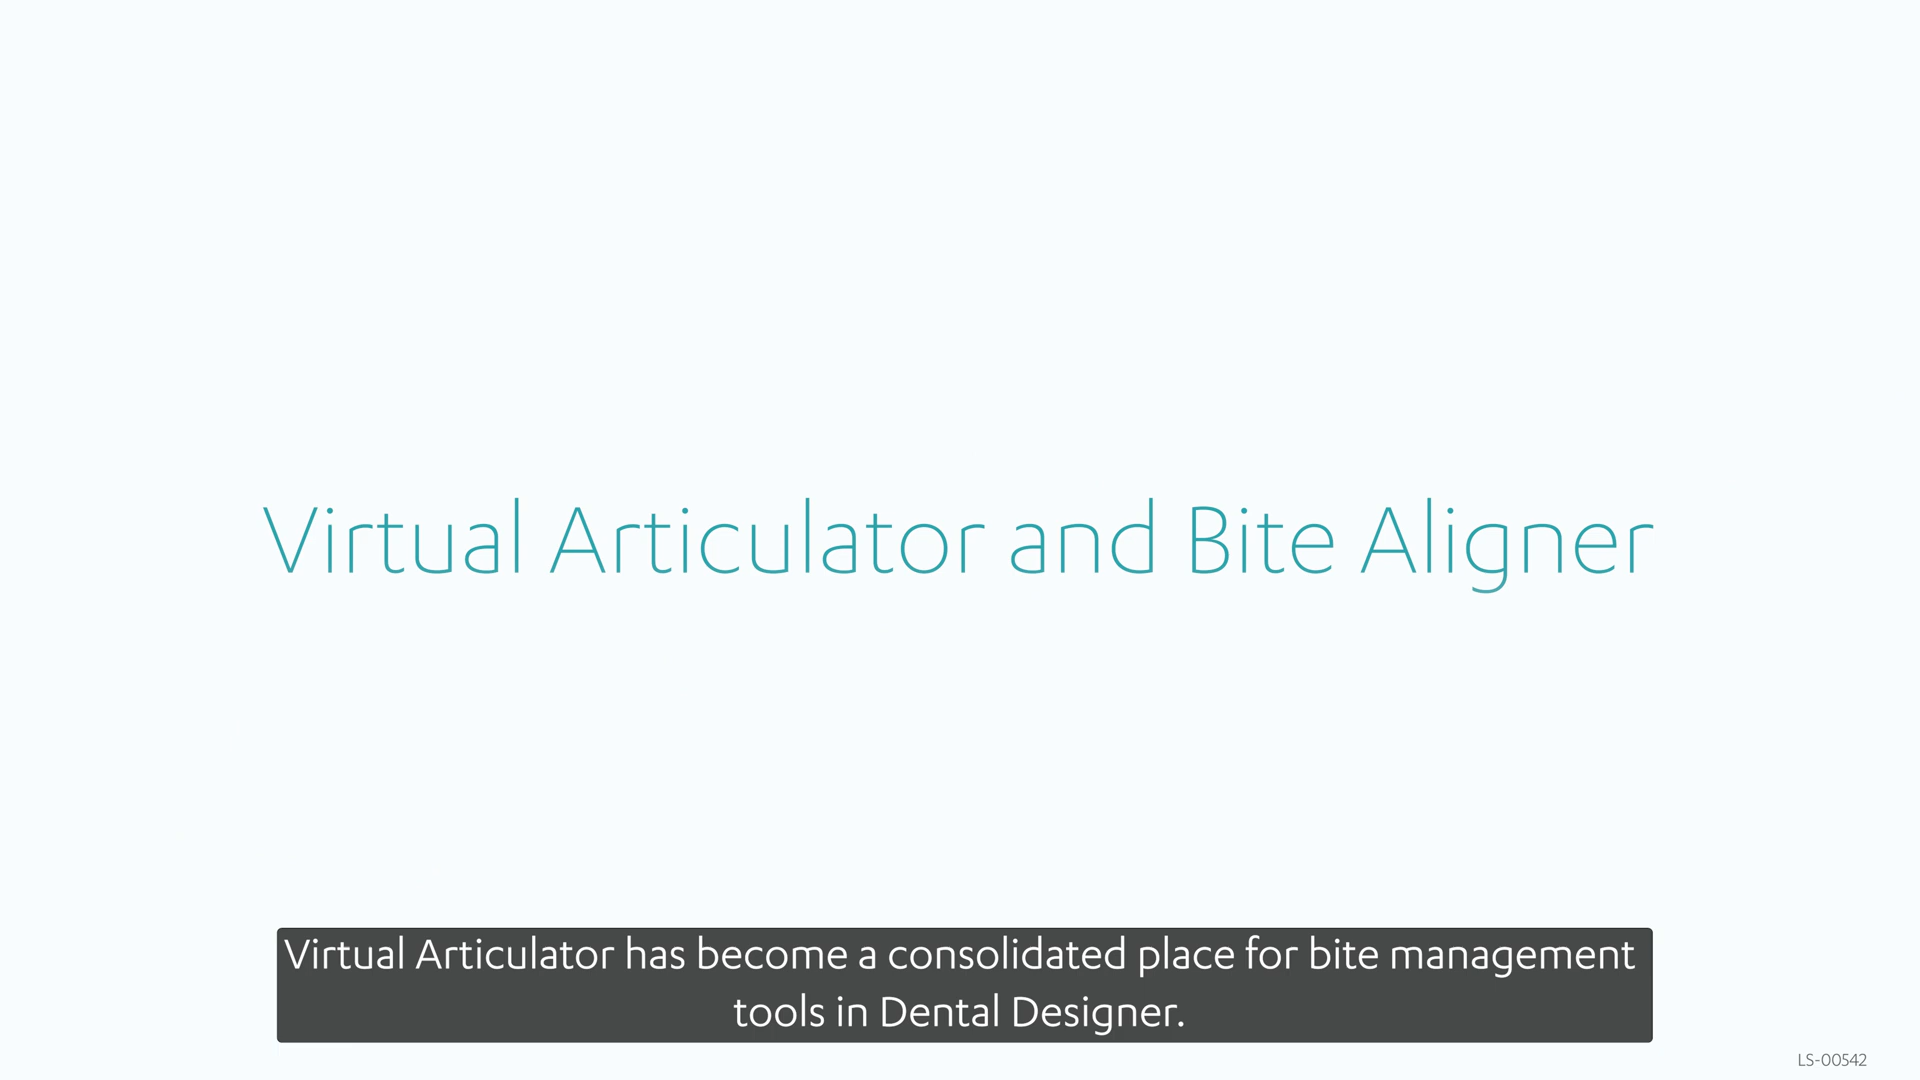 Virtual Articulator and Bite Aligner
Virtual Articulator has become a consolidated place for bite management
tools in Dental Designer.
LS-00542